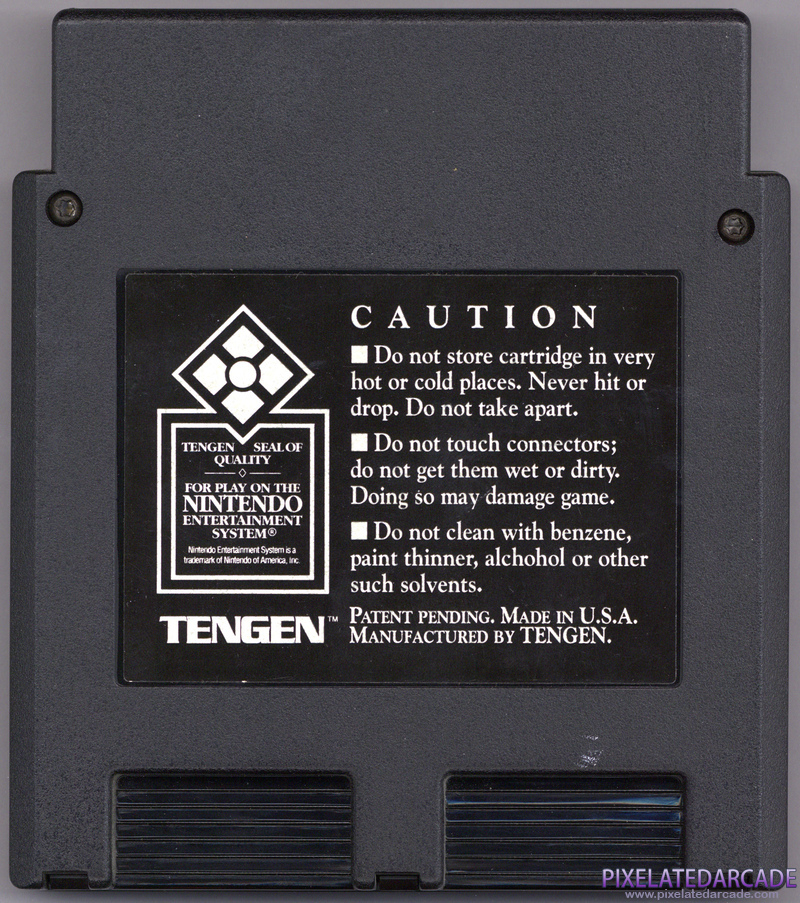 CAUTION
Do not store cartridge in very
hot or cold places. Never hit or
drop. Do not take apart.
Do not touch connectors;
do not get them wet or dirty.
Doing so may damage game.
Do not clean with benzene,
paint thinner, alchohol or other
such solvents.
PATENT PENDING. MADE IN U.S.A.
MANUFACTURED BY TENGEN.
TENGEN SEAL OF
QUALITY
FOR PLAY ON THE
NINTENDO
ENTERTAINMENT
SYSTEM®
Nintendo Entertainment System is a
trademark of Nintendo of America, Inc.
TENGEN™
PIXELATEDARCADE
www.pixelatedarcade.com